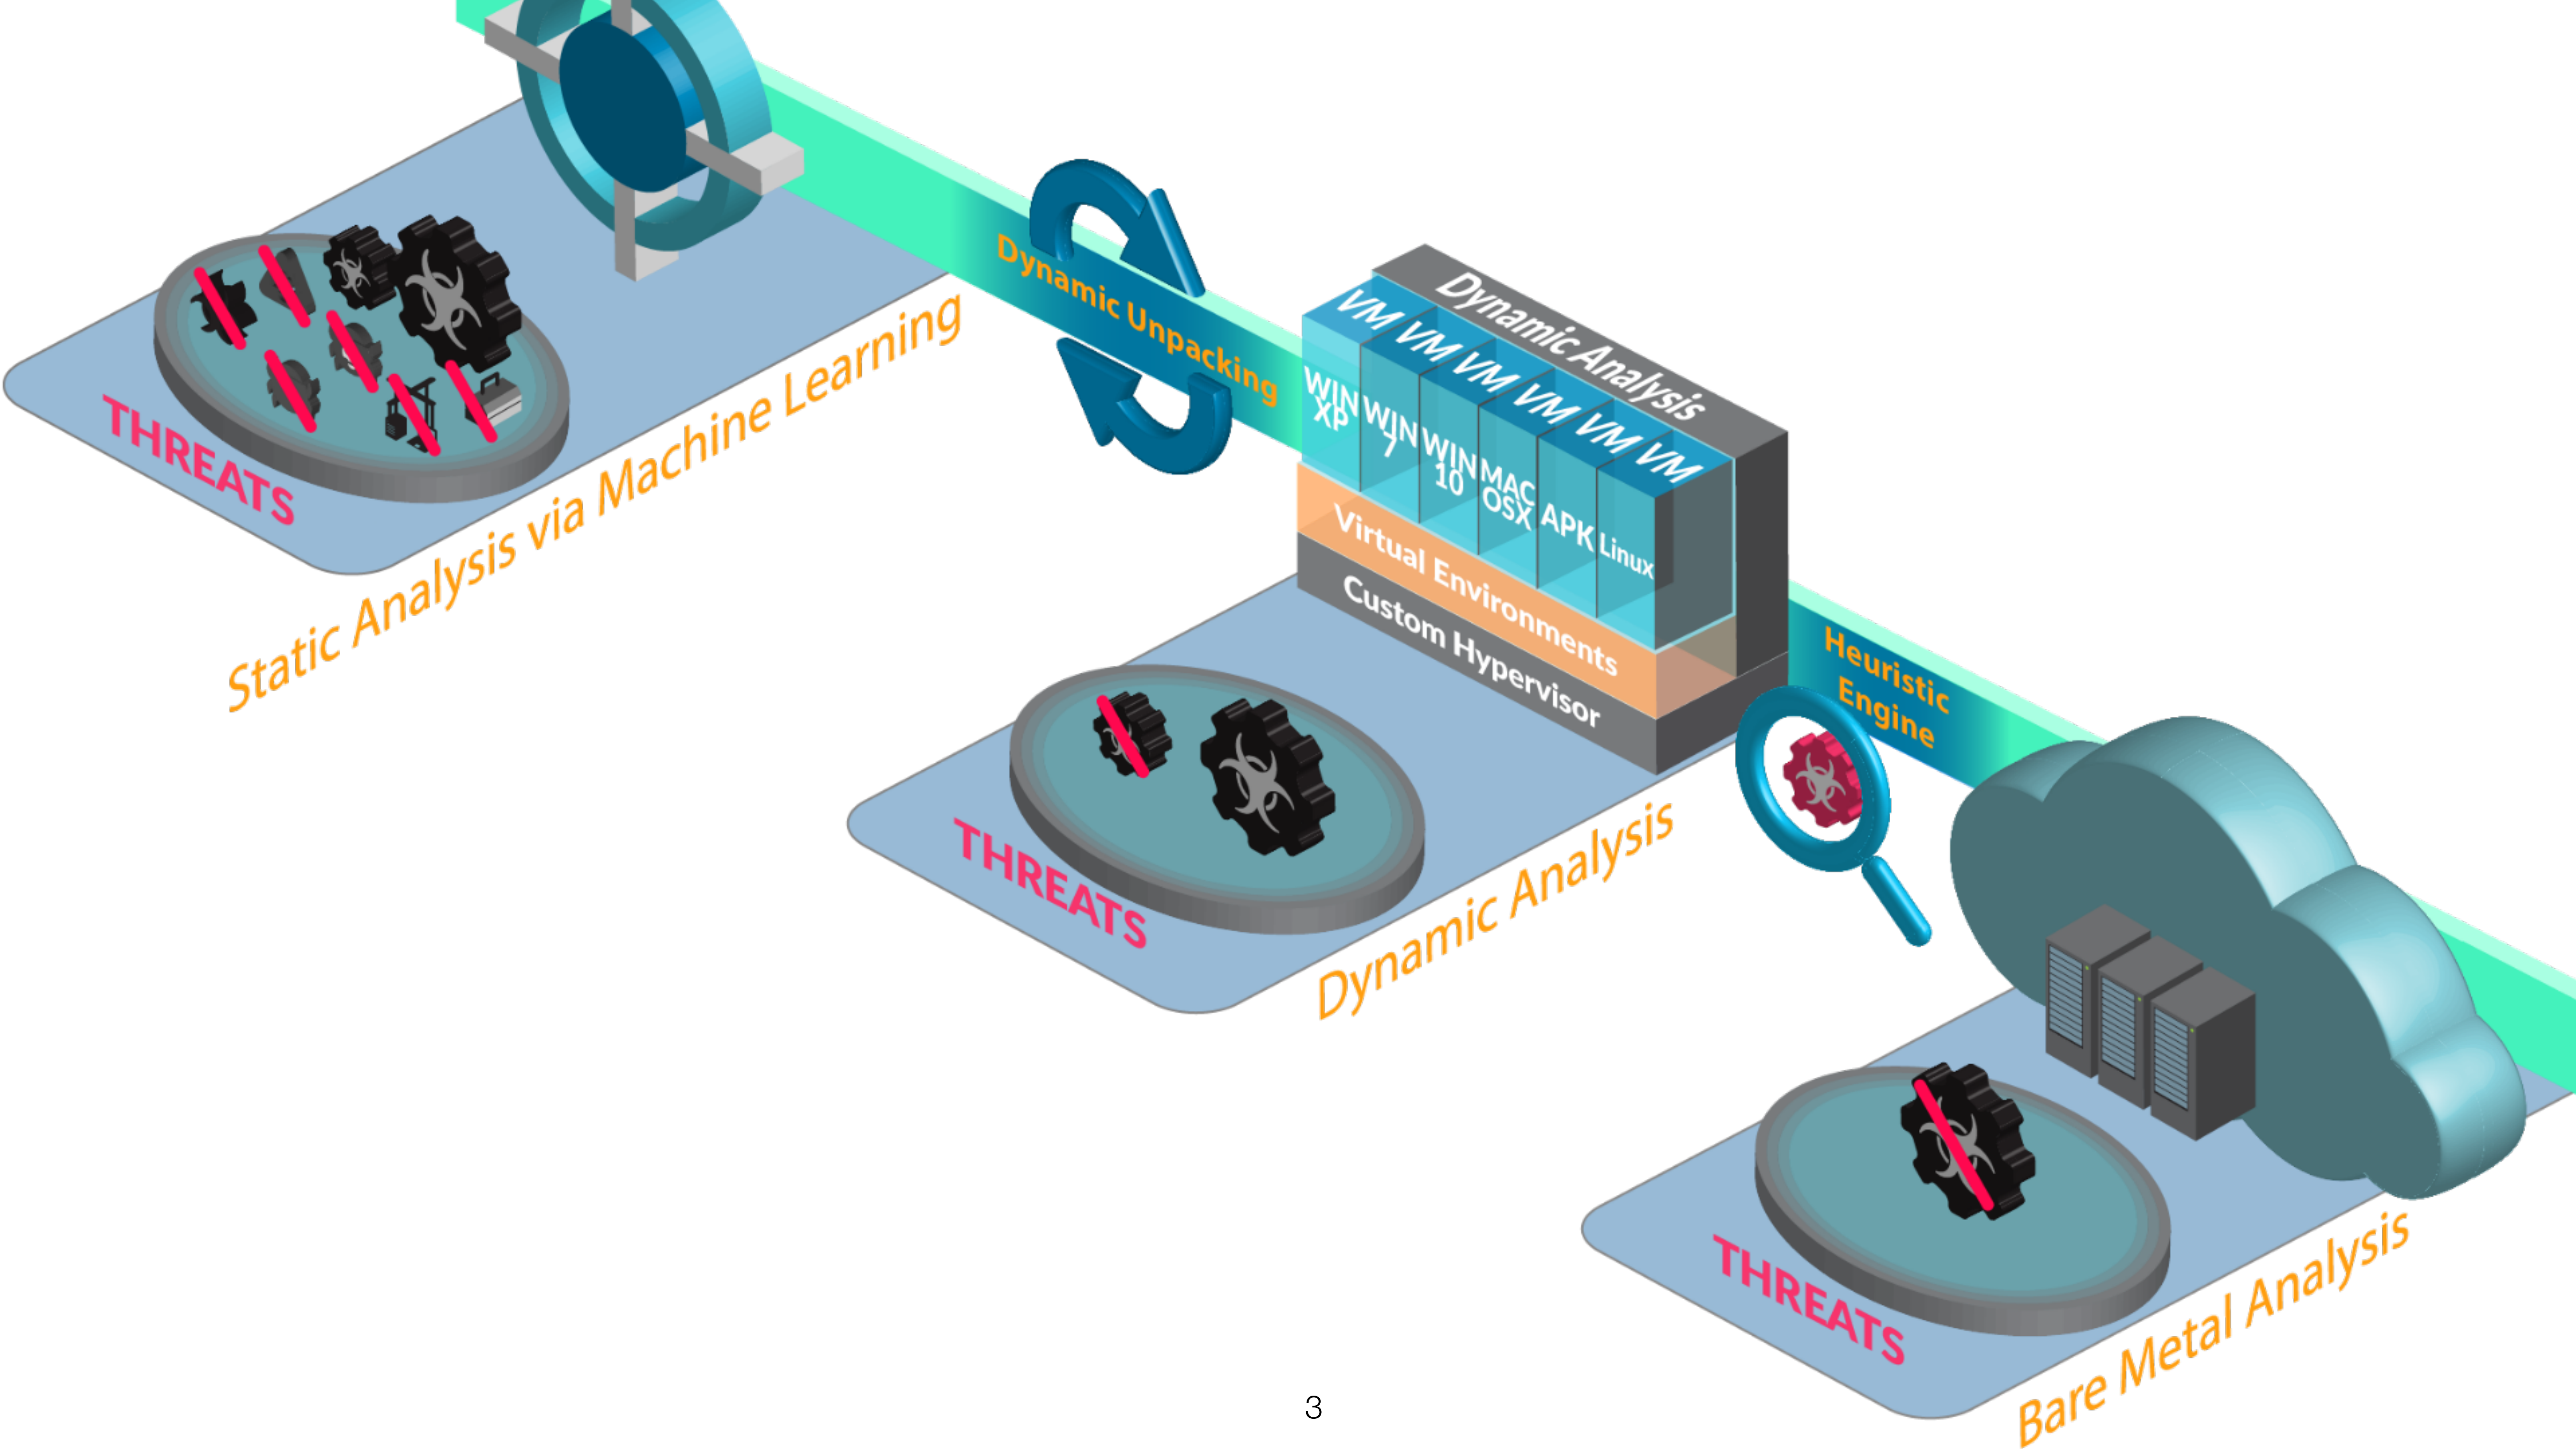 THREATS
Static Analysis via Machine Learning
Dynamic Unpacking
Dynamic Analysis
VM VM VM VM VM VM
WIN
XP
WIN
7
WIN
10
MAC
OSX
APK
Linux
Virtual Environments
Custom Hypervisor
THREATS
Dynamic Analysis
Heuristic
Engine
THREATS
Bare Metal Analysis
3